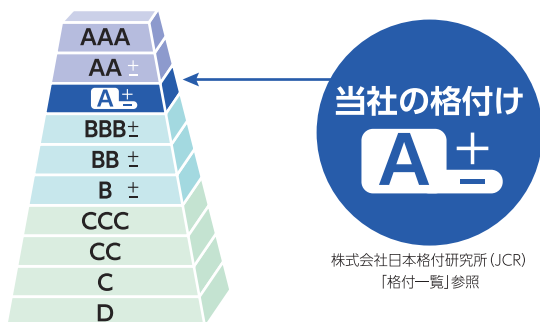 AAA
AA ±
A ±
BBB±
BB ±
B ±
CCC
CC
C
D
当社の格付け
A ±
株式会社日本格付研究所(JCR)
「格付一覧」参照